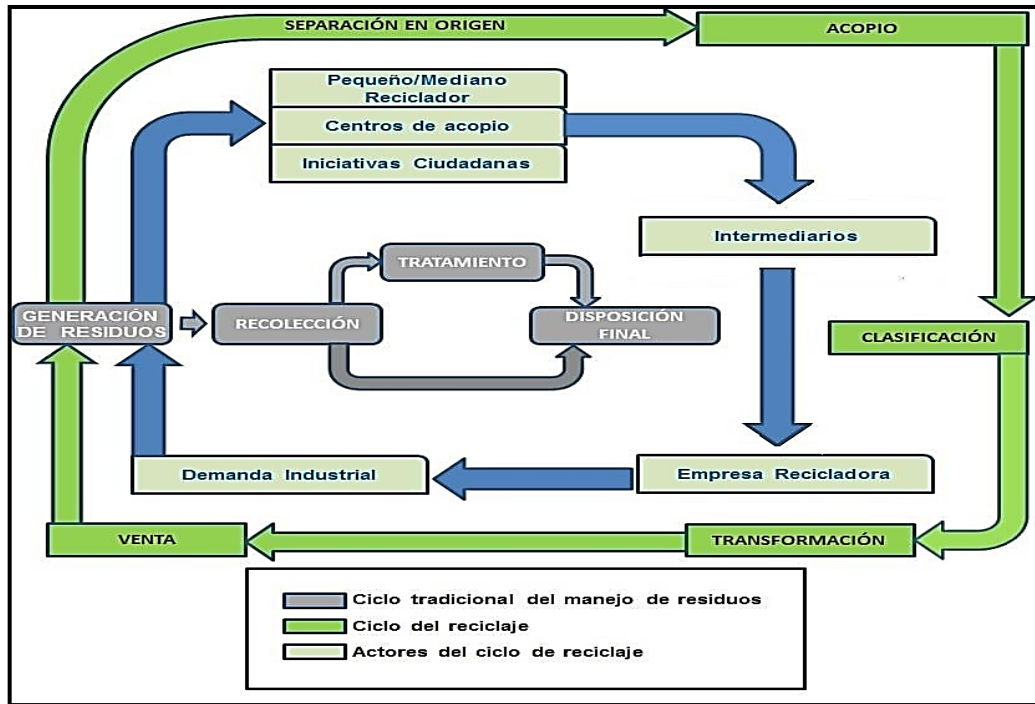 SEPARACIÓN EN ORIGEN
ACOPIO
Pequeño/Mediano
Reciclador
Centros de acopio
Iniciativas Ciudadanas
Intermediarios
TRATAMIENTO
GENERACIÓN
DE RESIDUOS
RECOLECCIÓN
DISPOSICIÓN
FINAL
CLASIFICACIÓN
Demanda Industrial
Empresa Recicladora
VENTA
TRANSFORMACIÓN
Ciclo tradicional del manejo de residuos
Ciclo del reciclaje
Actores del ciclo de reciclaje